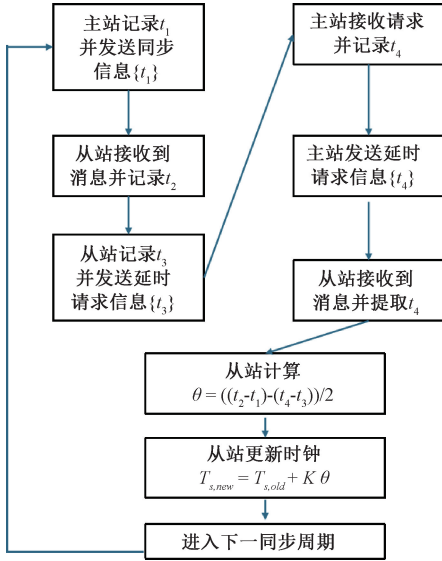 主站记录t₁
并发送同步
信息{t₁}
从站接收到
消息并记录t₂
从站记录t₃
并发送延时
请求信息{t₃}
主站接收请求
并记录t₄
主站发送延时
请求信息{t₄}
从站接收到
消息并提取t₄
从站计算
θ = ((t₂-t₁)-(t₄-t₃))/2
从站更新时钟
Tₛ,new = Tₛ,old + K θ
进入下一同步周期